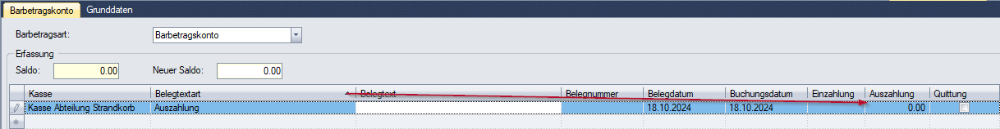 Barbetragskonto Grunddaten
Barbetragsart: Barbetragskonto
Erfassung
Saldo: 0.00 Neuer Saldo: 0.00
Kasse Belegtextart Belegtext Belegnummer Belegdatum Buchungsdatum Einzahlung Auszahlung Quittung
Kasse Abteilung Strandkorb Auszahlung 18.10.2024 18.10.2024 0.00